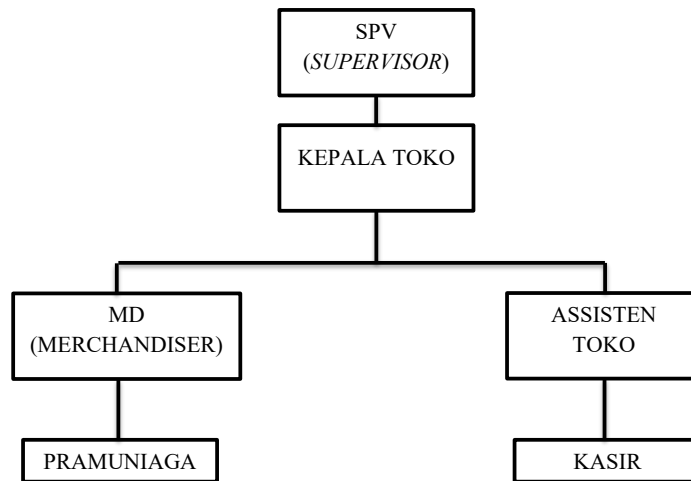 SPV
(SUPERVISOR)
KEPALA TOKO
MD
(MERCHANDISER)
ASSISTEN
TOKO
PRAMUNIAGA
KASIR